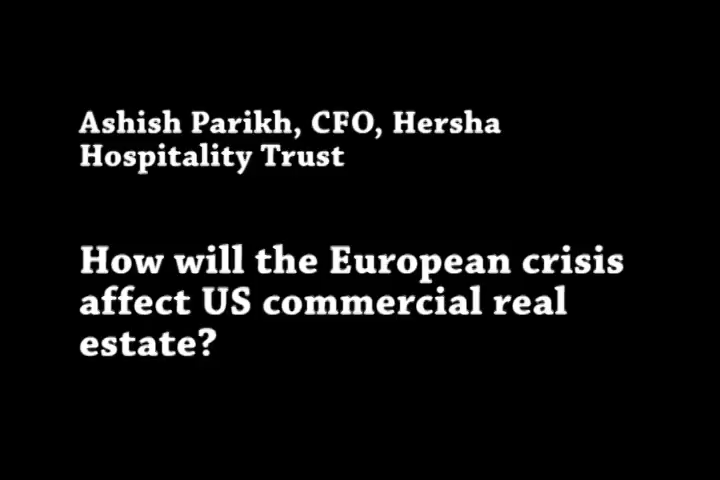 Ashish Parikh, CFO, Hersha
Hospitality Trust
How will the European crisis
affect US commercial real
estate?